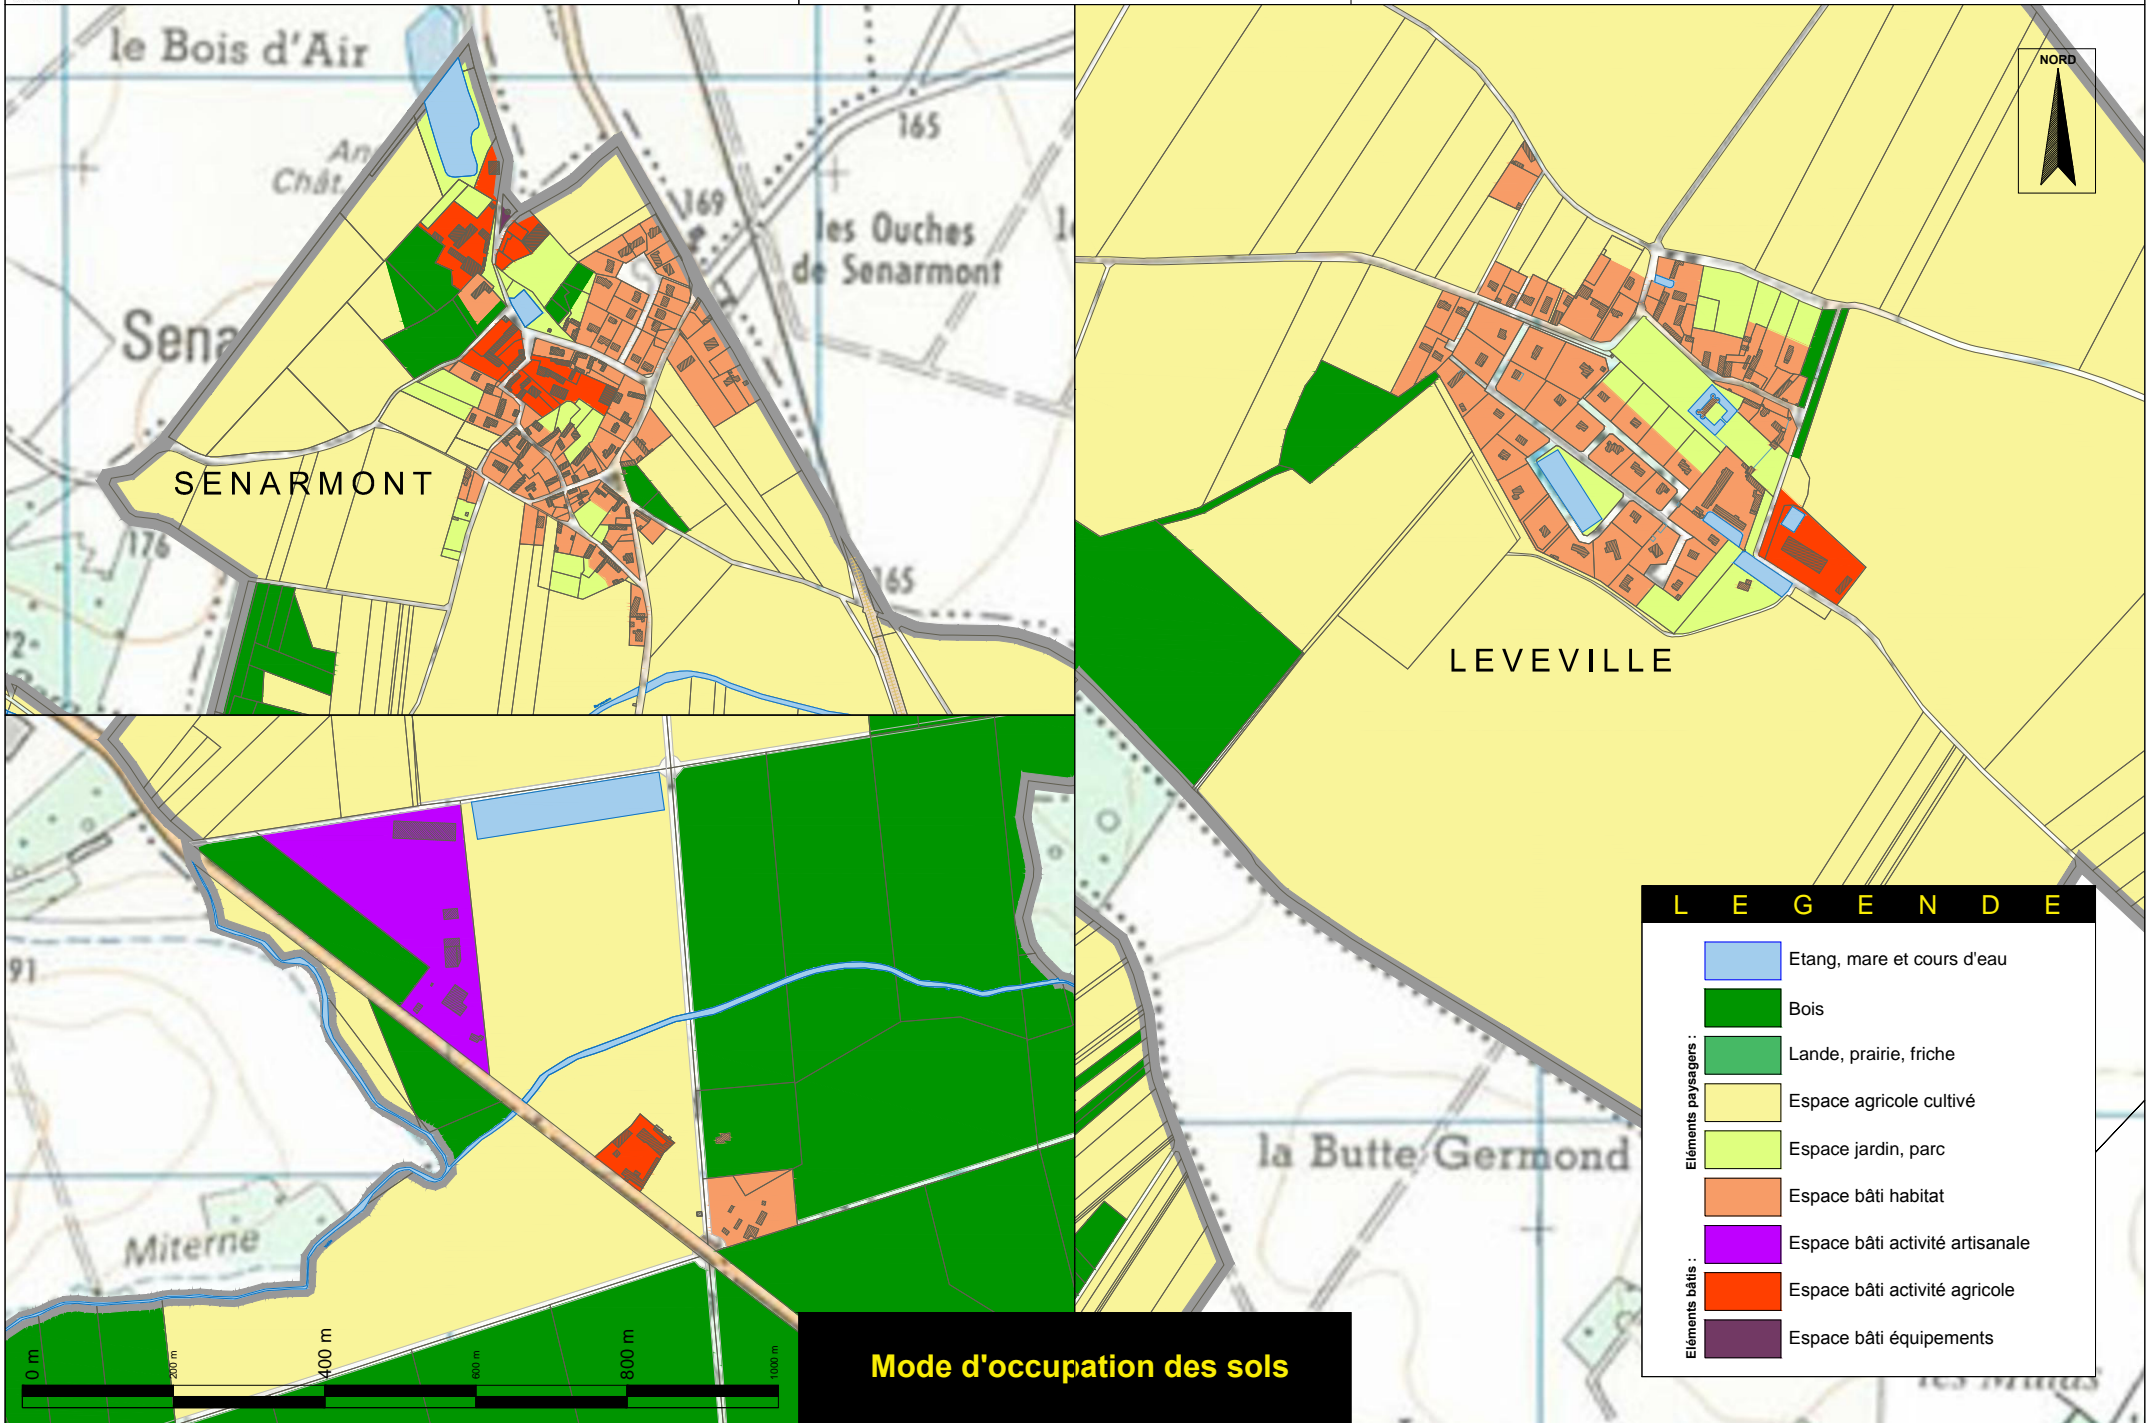 le Bois d'Air
An
Chât.
165
169
les Ouches
de Senarmont
Sena
SENARMONT
176
165
NORD
LEVEVILLE
91
Miterne
la Butte Germond
0 m
200 m
400 m
600 m
800 m
1000 m
Mode d'occupation des sols
L E G E N D E
Eléments paysagers :
Etang, mare et cours d'eau
Bois
Lande, prairie, friche
Espace agricole cultivé
Espace jardin, parc
Eléments bâtis :
Espace bâti habitat
Espace bâti activité artisanale
Espace bâti activité agricole
Espace bâti équipements